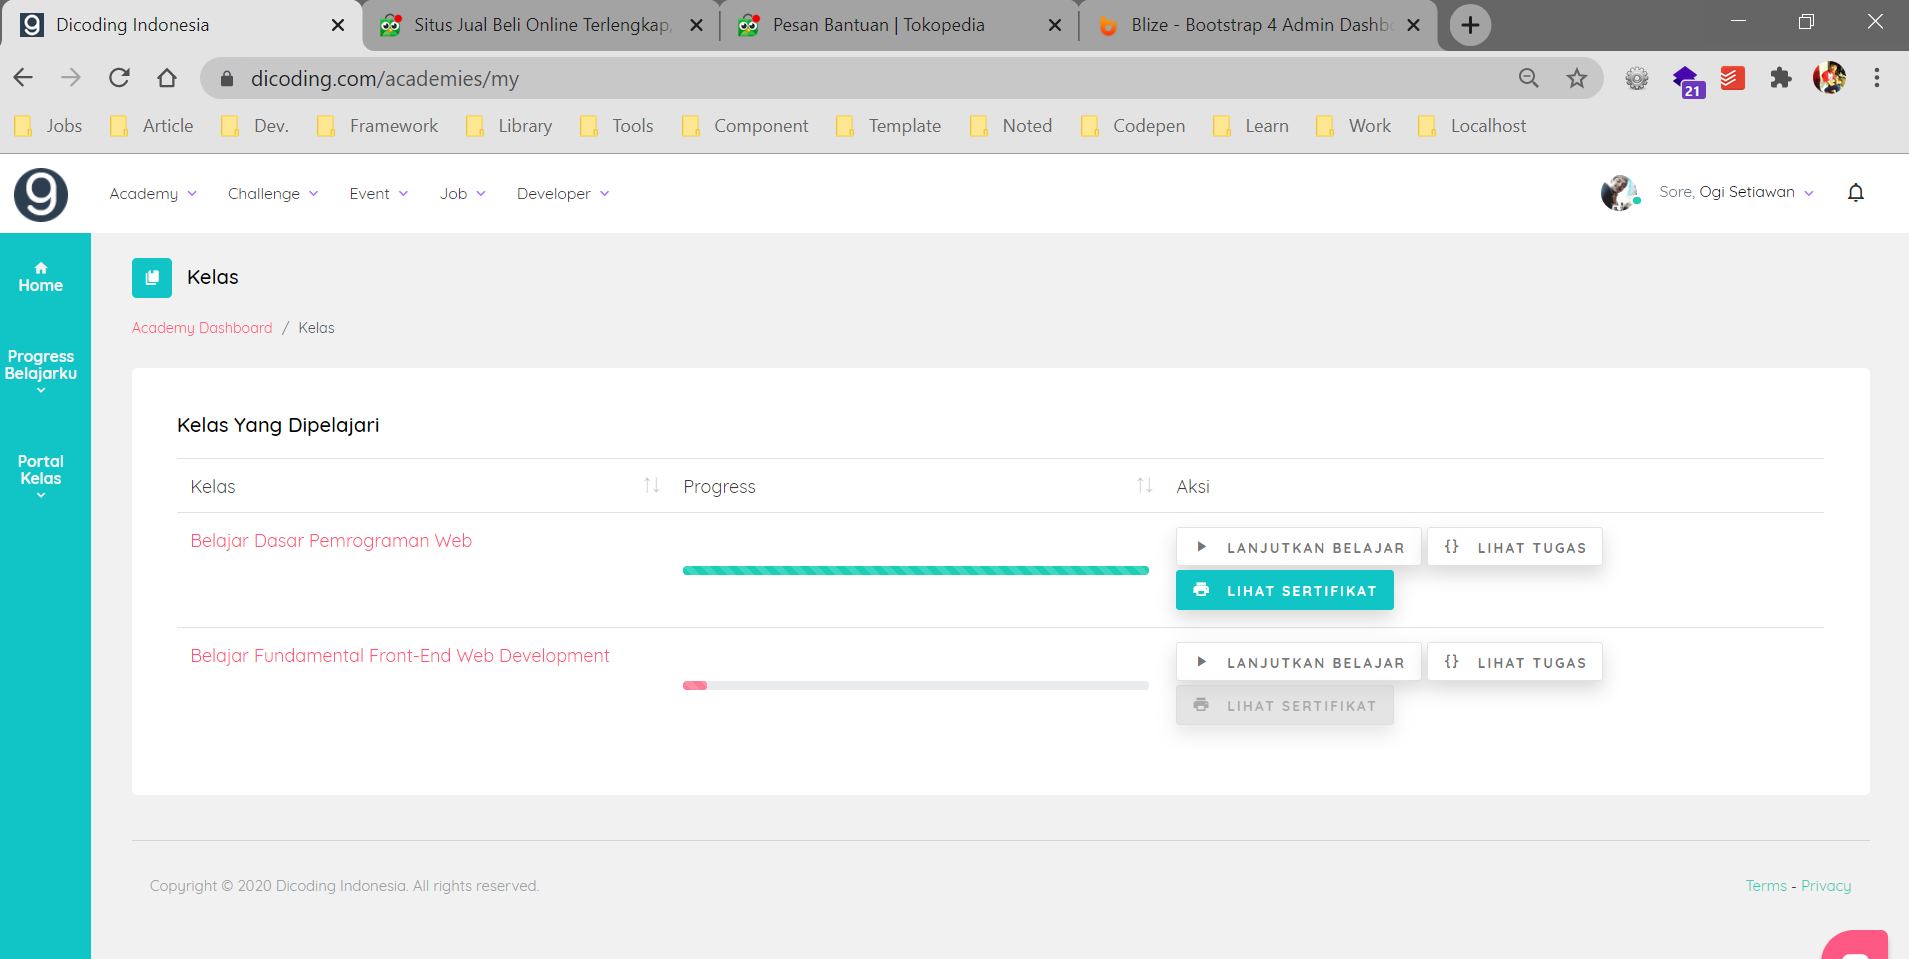 Dicoding Indonesia
Situs Jual Beli Online Terlengkap,
Pesan Bantuan | Tokopedia
Blize - Bootstrap 4 Admin Dashbo
dicoding.com/academies/my
21
Jobs Article Dev. Framework Library Tools Component Template Noted Codepen Learn Work Localhost
Academy Challenge Event Job Developer
Sore, Ogi Setiawan
Home
Progress
Belajarku
Portal
Kelas
Kelas
Academy Dashboard / Kelas
Kelas Yang Dipelajari
Kelas Progress Aksi
Belajar Dasar Pemrograman Web
LANJUTKAN BELAJAR
{} LIHAT TUGAS
LIHAT SERTIFIKAT
Belajar Fundamental Front-End Web Development
LANJUTKAN BELAJAR
{} LIHAT TUGAS
LIHAT SERTIFIKAT
Copyright © 2020 Dicoding Indonesia. All rights reserved.
Terms - Privacy